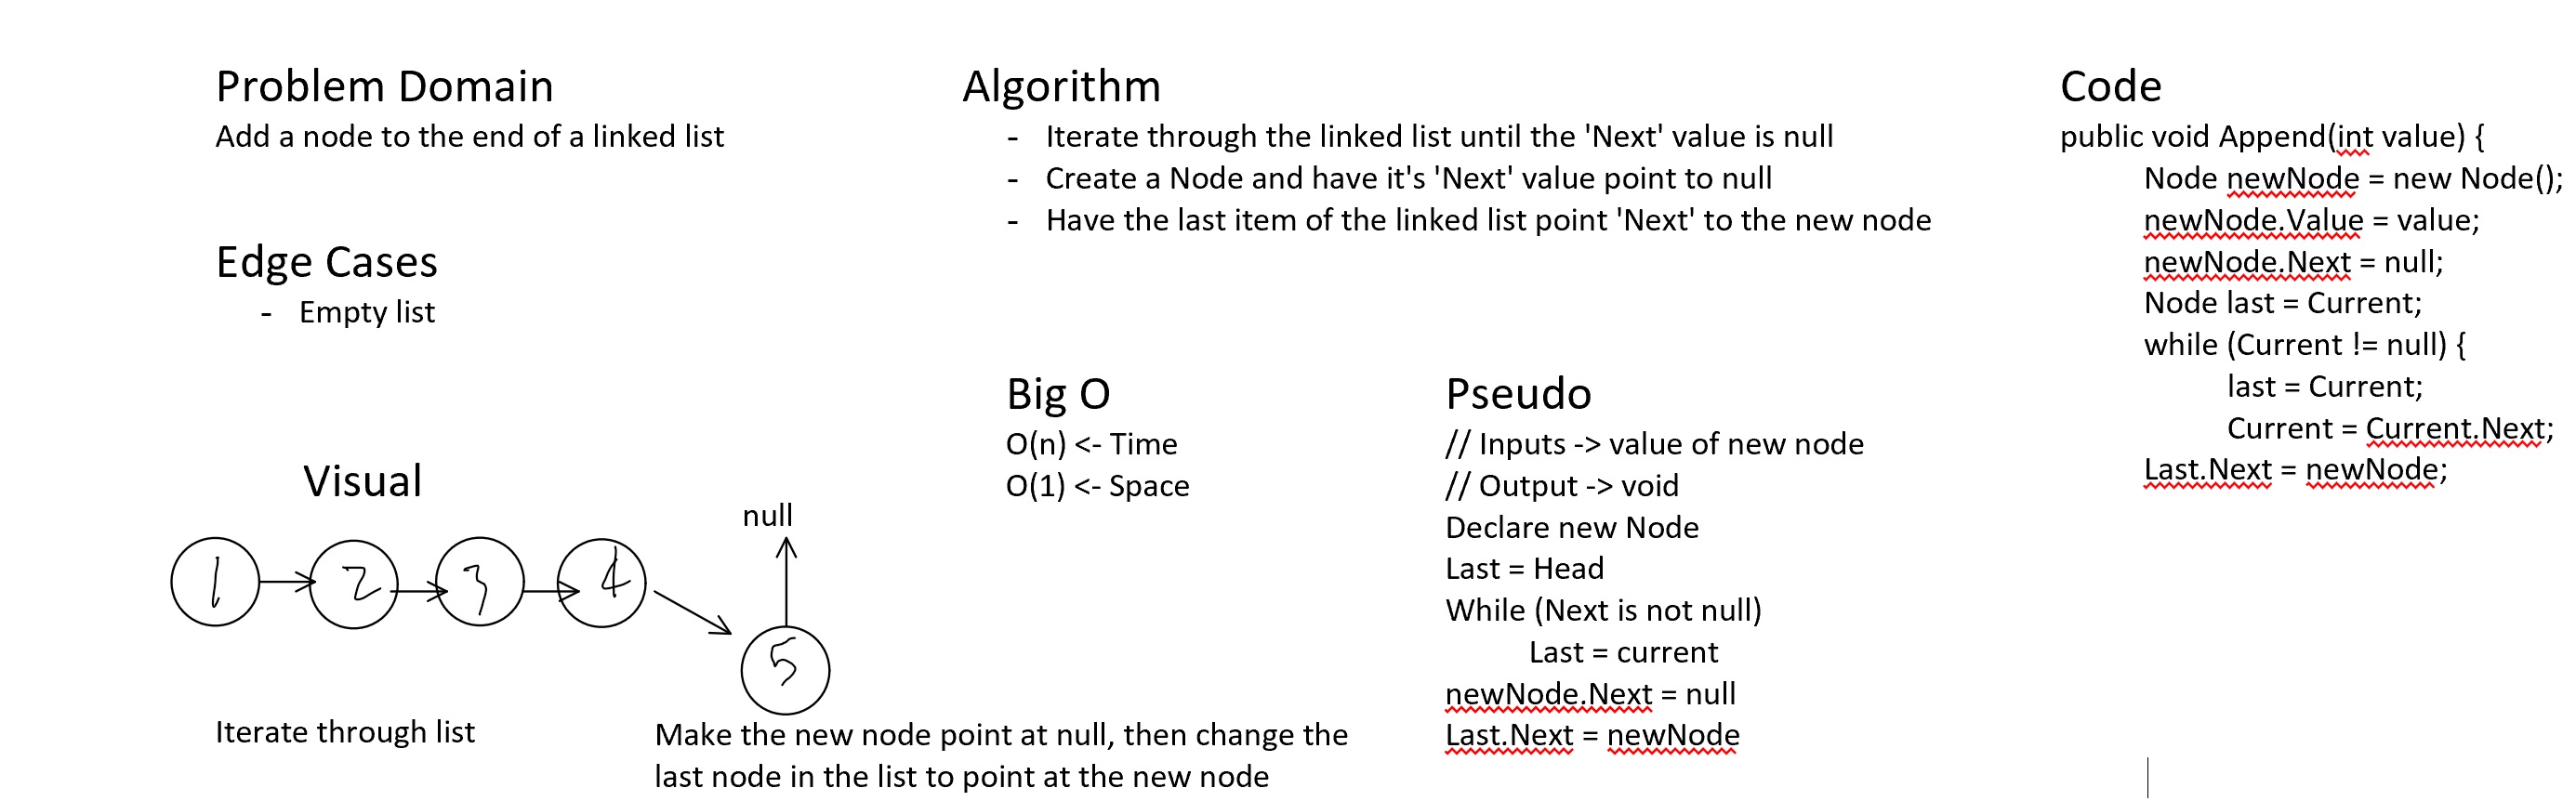 Problem Domain
Add a node to the end of a linked list
Edge Cases
- Empty list
Visual
null
1
2
3
4
5
Iterate through list
Make the new node point at null, then change the
last node in the list to point at the new node
Algorithm
- Iterate through the linked list until the 'Next' value is null
- Create a Node and have it's 'Next' value point to null
- Have the last item of the linked list point 'Next' to the new node
Big O
O(n) <- Time
O(1) <- Space
Pseudo
// Inputs -> value of new node
// Output -> void
Declare new Node
Last = Head
While (Next is not null)
Last = current
newNode.Next = null
Last.Next = newNode
Code
public void Append(int value) {
Node newNode = new Node();
newNode.Value = value;
newNode.Next = null;
Node last = Current;
while (Current != null) {
last = Current;
Current = Current.Next;
Last.Next = newNode;